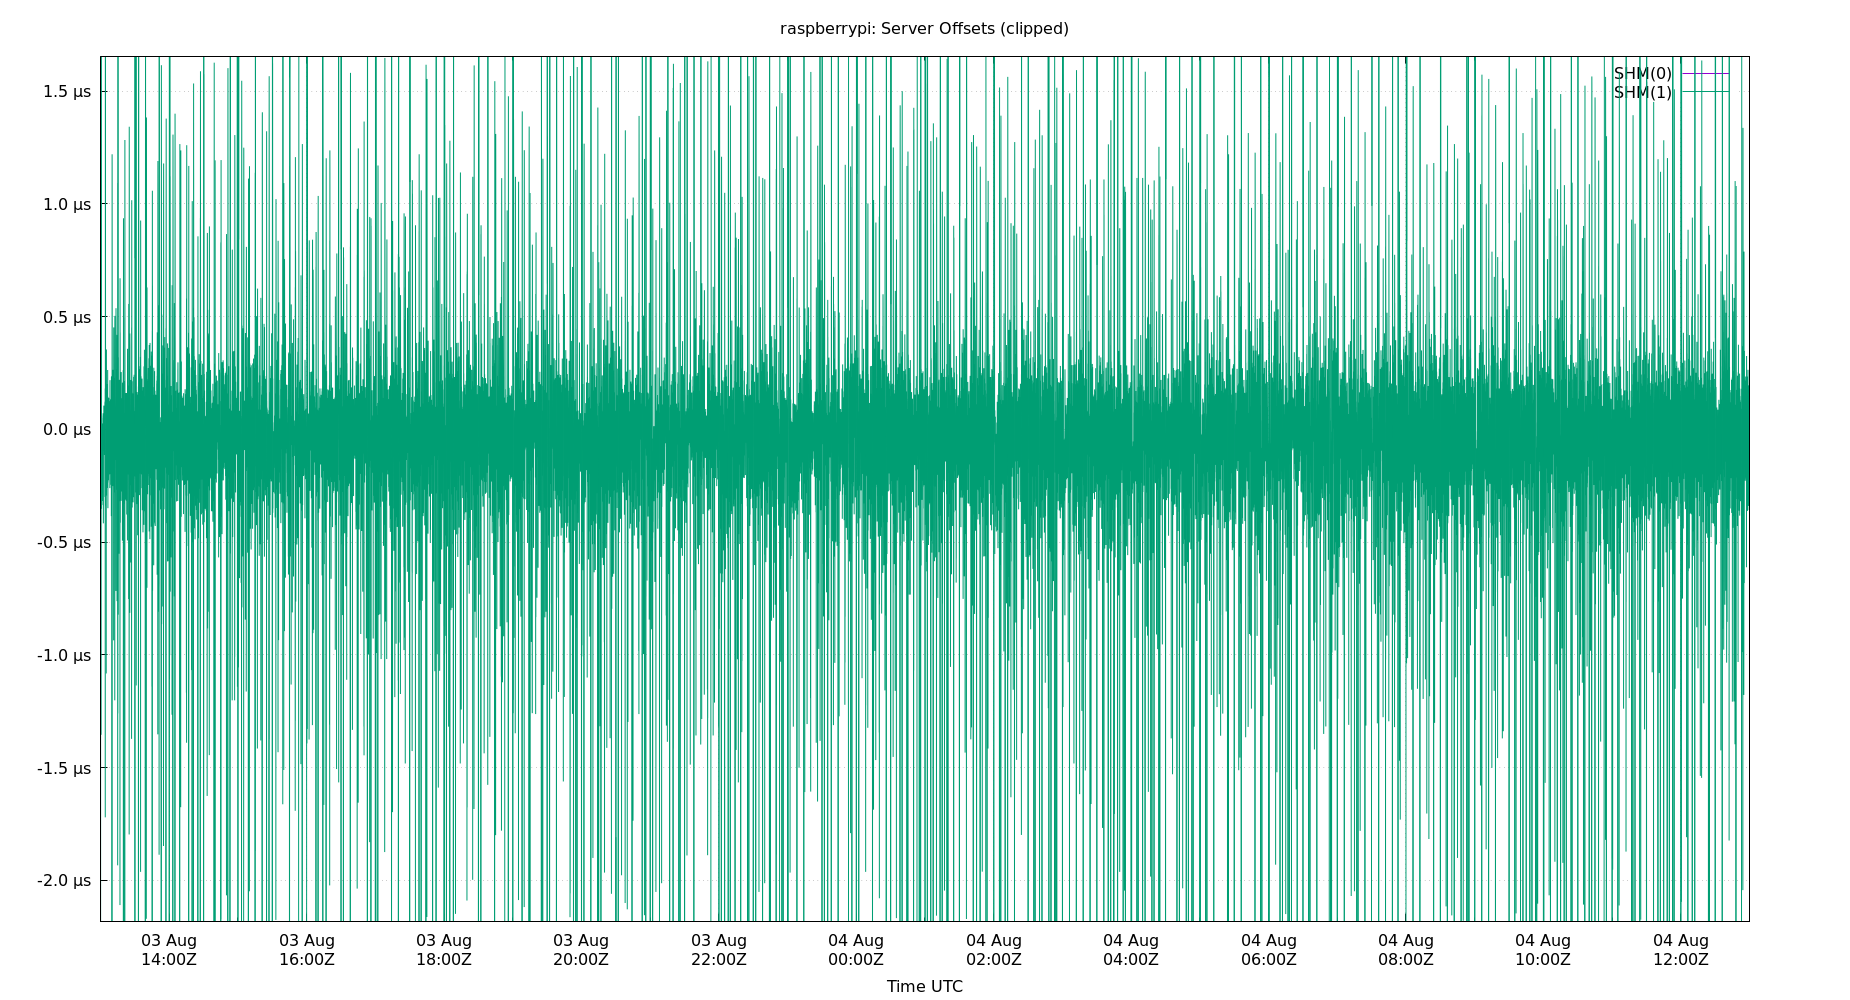 raspberrypi: Server Offsets (clipped)
SHM(0)
SHM(1)
1.5 µs
1.0 µs
0.5 µs
0.0 µs
-0.5 µs
-1.0 µs
-1.5 µs
-2.0 µs
03 Aug 03 Aug 03 Aug 03 Aug 03 Aug 04 Aug 04 Aug 04 Aug 04 Aug 04 Aug 04 Aug 04 Aug
14:00Z 16:00Z 18:00Z 20:00Z 22:00Z 00:00Z 02:00Z 04:00Z 06:00Z 08:00Z 10:00Z 12:00Z
Time UTC